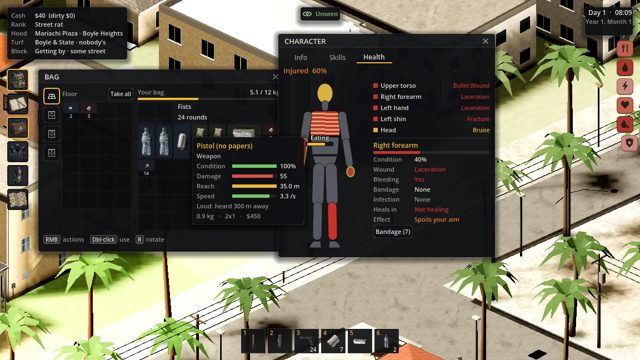 Cash $40 (dirty $0)
Rank Street rat
Hood Mariachi Plaza · Boyle Heights
Turf Boyle & State · nobody's
Block Getting by · some street
Unseen
Day 1 · 08:09
Year 1, Month 1
BAG
Floor
Take all
2 3
Your bag 5.1 / 12 kg
Fists
24 rounds
14
Pistol (no papers)
Weapon
Condition 100%
Damage 55
Reach 35.0 m
Speed 3.3 /s
Loud: heard 300 m away
0.9 kg · 2x1 · $450
RMB actions Dbl-click use R rotate
CHARACTER
Info Skills Health
Injured 60%
Eating
Upper torso Bullet Wound
Right forearm Laceration
Left hand Laceration
Left shin Fracture
Head Bruise
Right forearm
Condition 40%
Wound Laceration
Bleeding Yes
Bandage None
Infection None
Heals in Not healing
Effect Spoils your aim
Bandage (7)
1 2 3 4 5 6
24 7 2